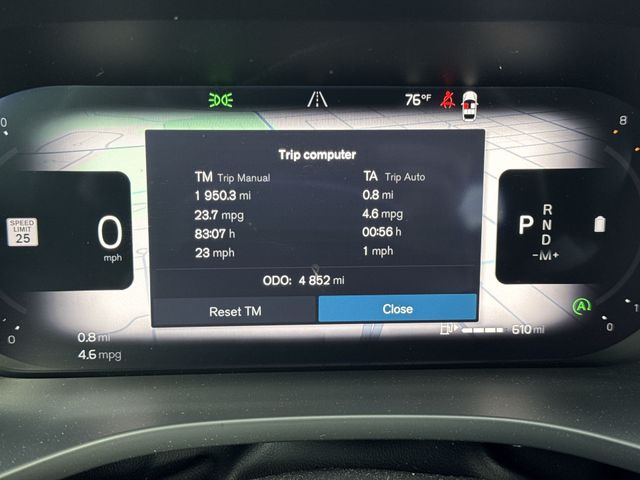 76°F
0
8
Trip computer
TM Trip Manual
TA Trip Auto
1 950.3 mi
0.8 mi
23.7 mpg
4.6 mpg
83:07 h
00:56 h
23 mph
1 mph
ODO: 4 852 mi
Reset TM
Close
SPEED
LIMIT
25
0
mph
P
R
N
D
-M+
A
610 mi
0.8 mi
4.6 mpg
0
0
1